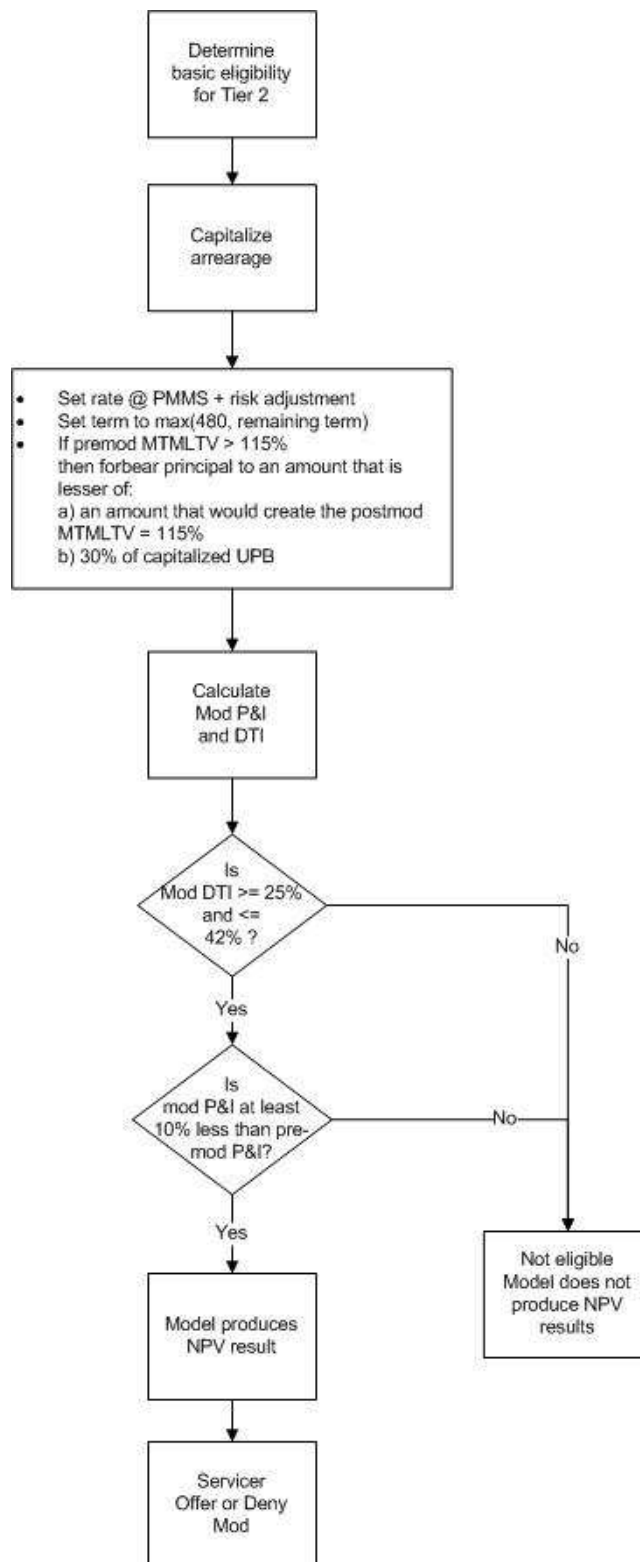 Determine
basic eligibility
for Tier 2
Capitalize
arrearage
• Set rate @ PMMS + risk adjustment
• Set term to max(480, remaining term)
• If premod MTMLTV > 115%
then forbear principal to an amount that is
lesser of:
a) an amount that would create the postmod
MTMLTV = 115%
b) 30% of capitalized UPB
Calculate
Mod P&I
and DTI
Is
Mod DTI >= 25%
and <=
42% ?
No
Yes
Is
mod P&I at least
10% less than pre-
mod P&I?
No
Yes
Not eligible
Model does not
produce NPV
results
Model produces
NPV result
Servicer
Offer or Deny
Mod